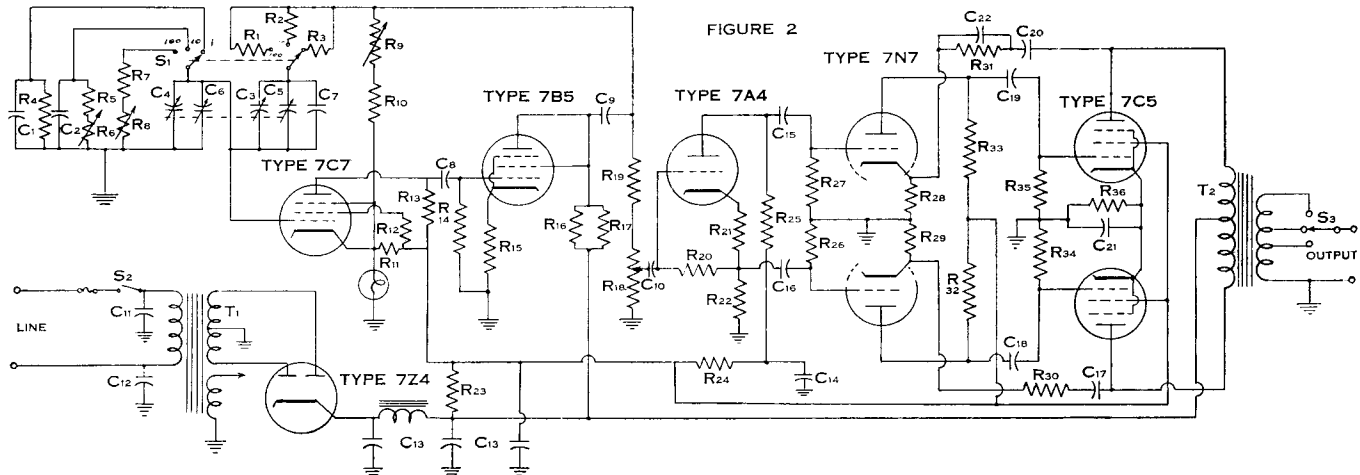 FIGURE 2
160 10 1
S1
R1
R2
R3
R9
R10
R4
C1
C2
R5
R6
R7
R8
C4
C6
C3
C5
C7
TYPE 7C7
C8
TYPE 7B5
C9
R13
R14
R12
R11
R15
R16
R17
R19
R18
C10
TYPE 7A4
R20
R21
R22
C15
R25
C16
R27
R26
TYPE 7N7
R28
R29
C22
R31
C20
C19
R33
R32
TYPE 7C5
R35
R36
C21
R34
C18
R30
C17
T2
S3
OUTPUT
S2
LINE
C11
C12
T1
TYPE 7Z4
C13
C13
R23
R24
C14